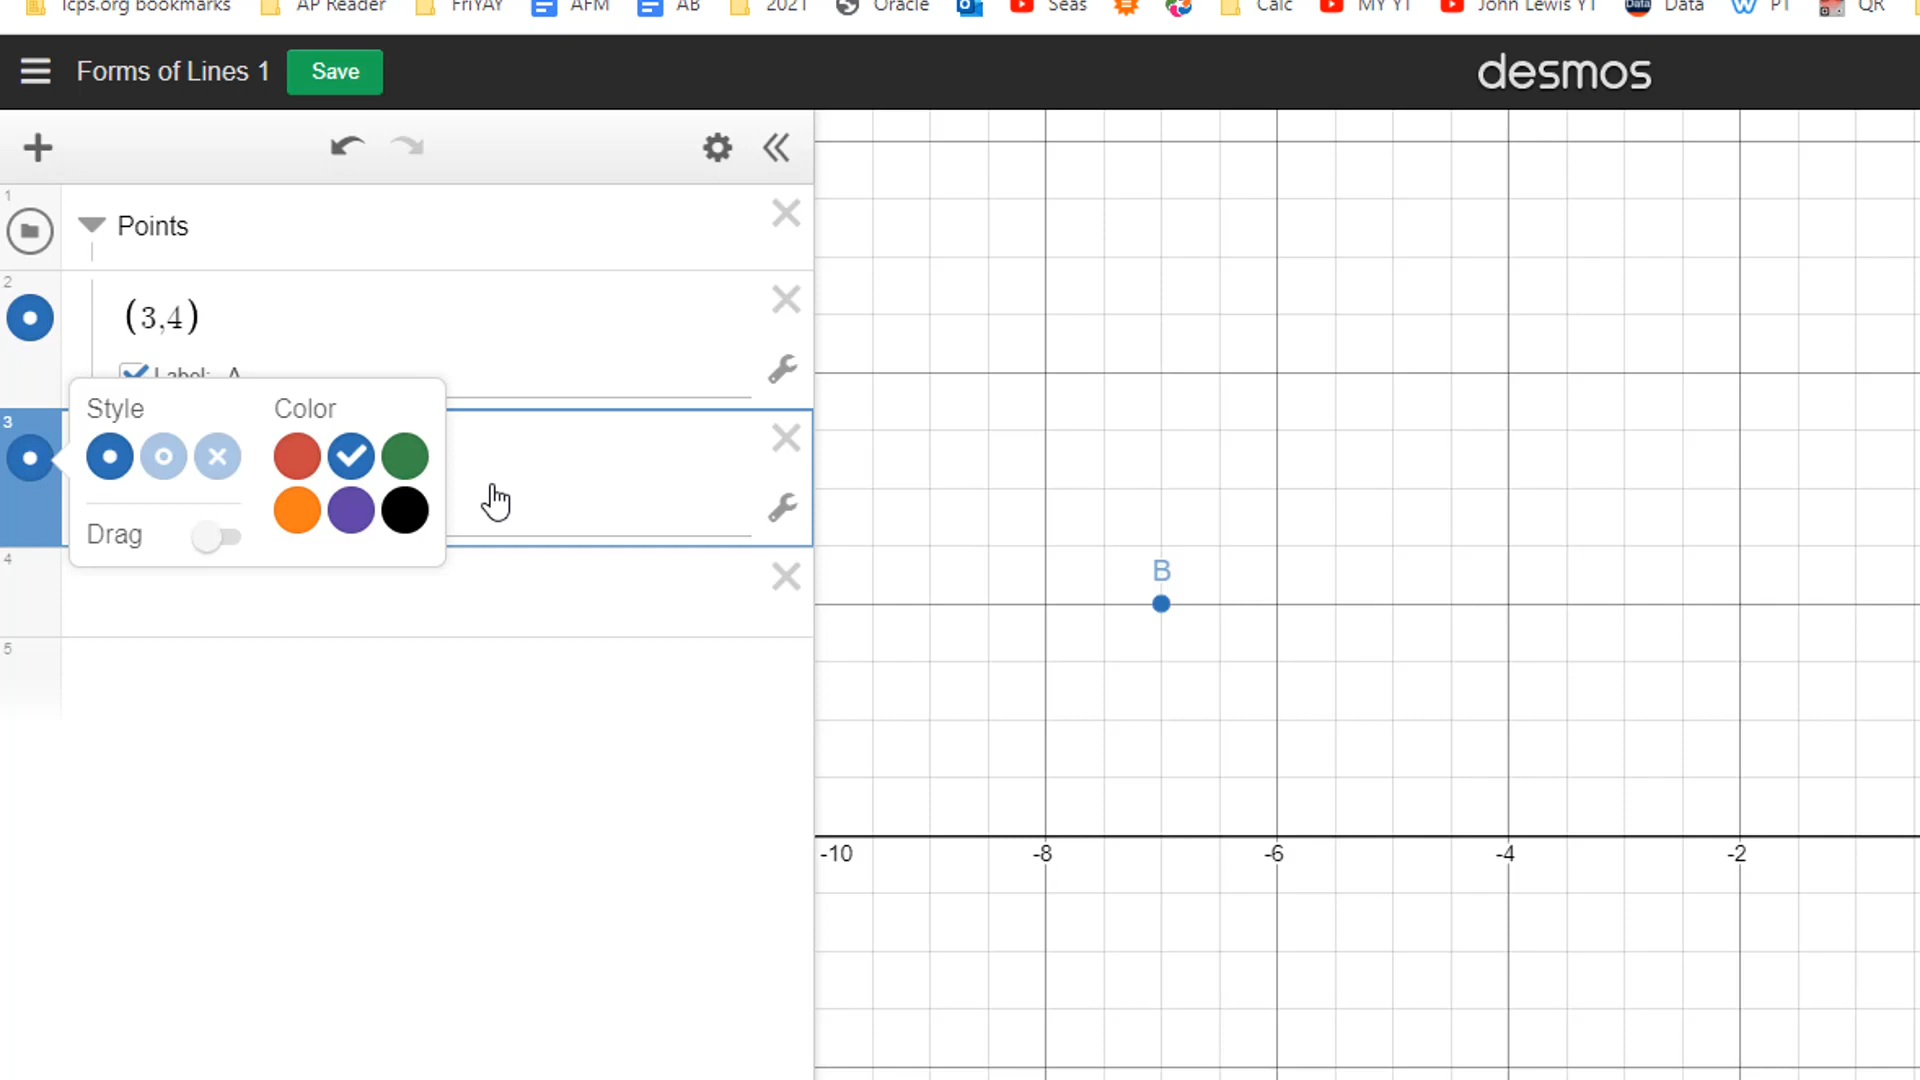 lcps.org bookmarks AP Reader FriYAY AFM AB 2021 Oracle Seas Calc MY YT John Lewis YT Data Data PT QR
Forms of Lines 1 Save desmos
1
Points
2
(3,4)
Label: A
3
Style Color
Drag
4
5
B
-10 -8 -6 -4 -2